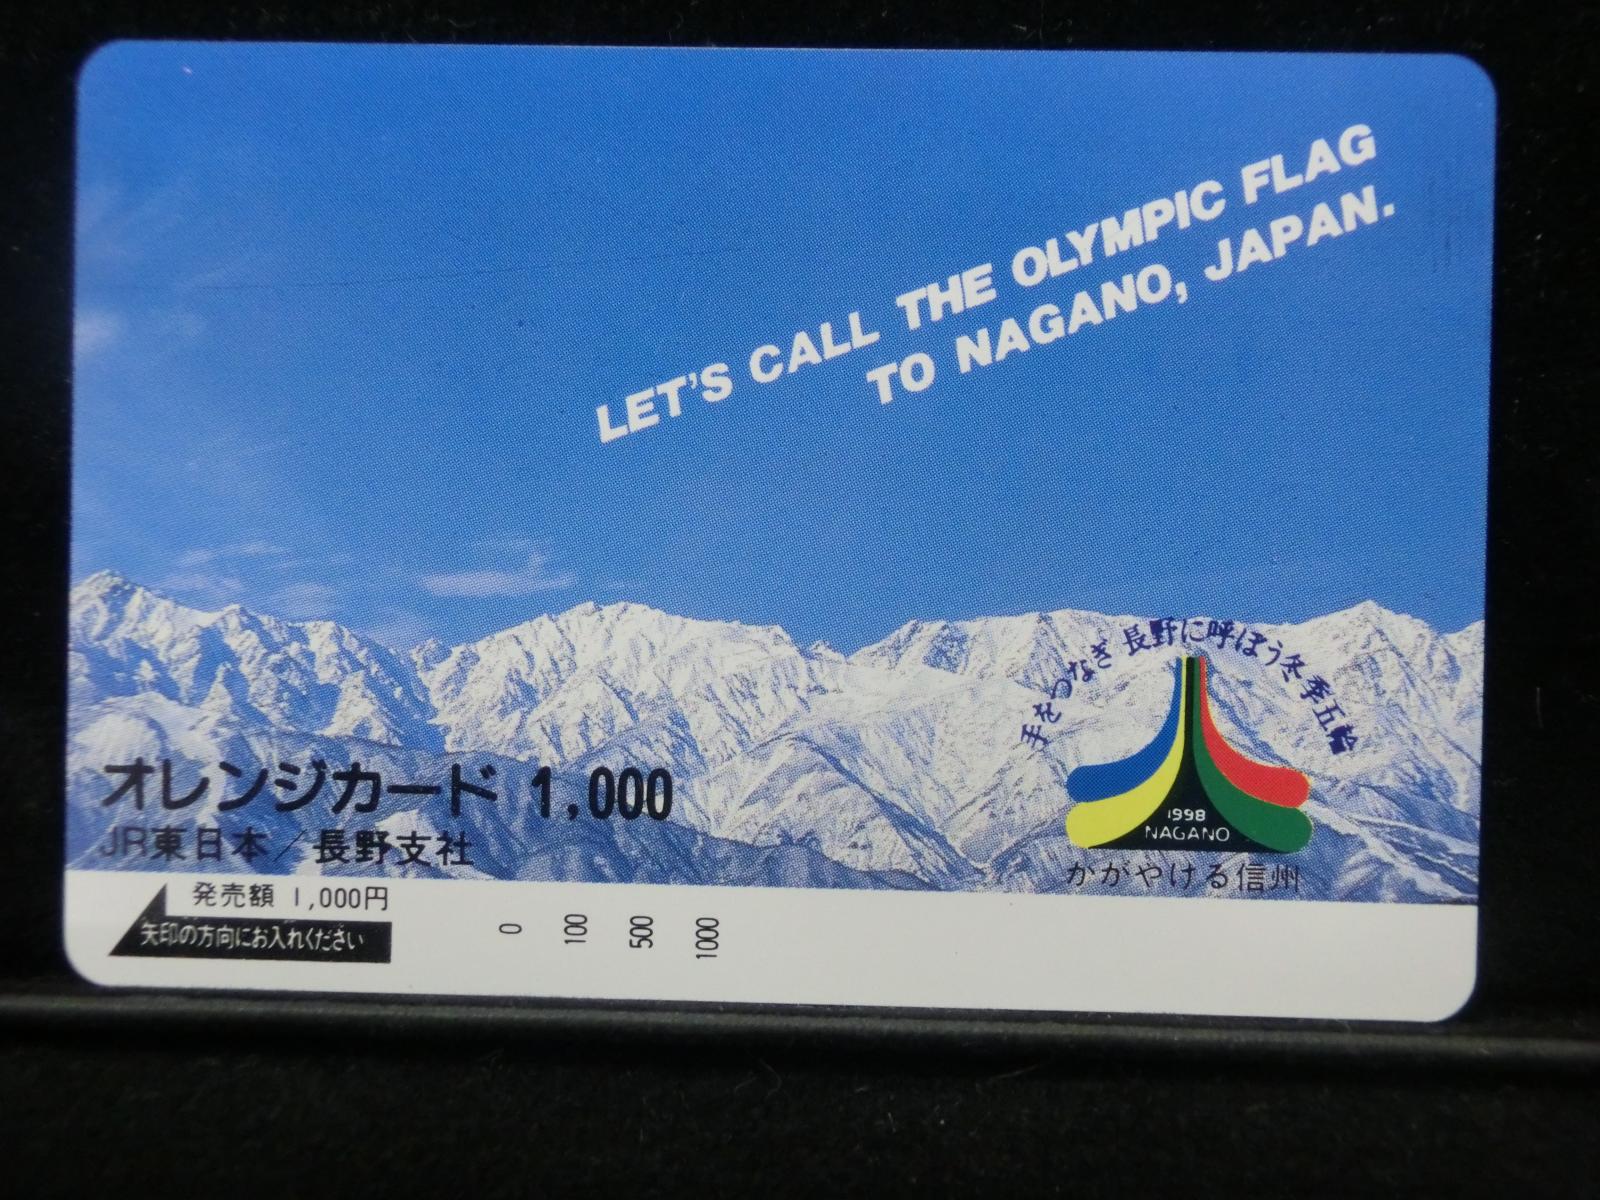 LET'S CALL THE OLYMPIC FLAG
TO NAGANO, JAPAN.
手をつなぎ 長野に呼ぼう冬季五輪
1998
NAGANO
かがやける信州
オレンジカード 1,000
JR東日本/長野支社
発売額 1,000円
矢印の方向にお入れください
0 100 500 1000